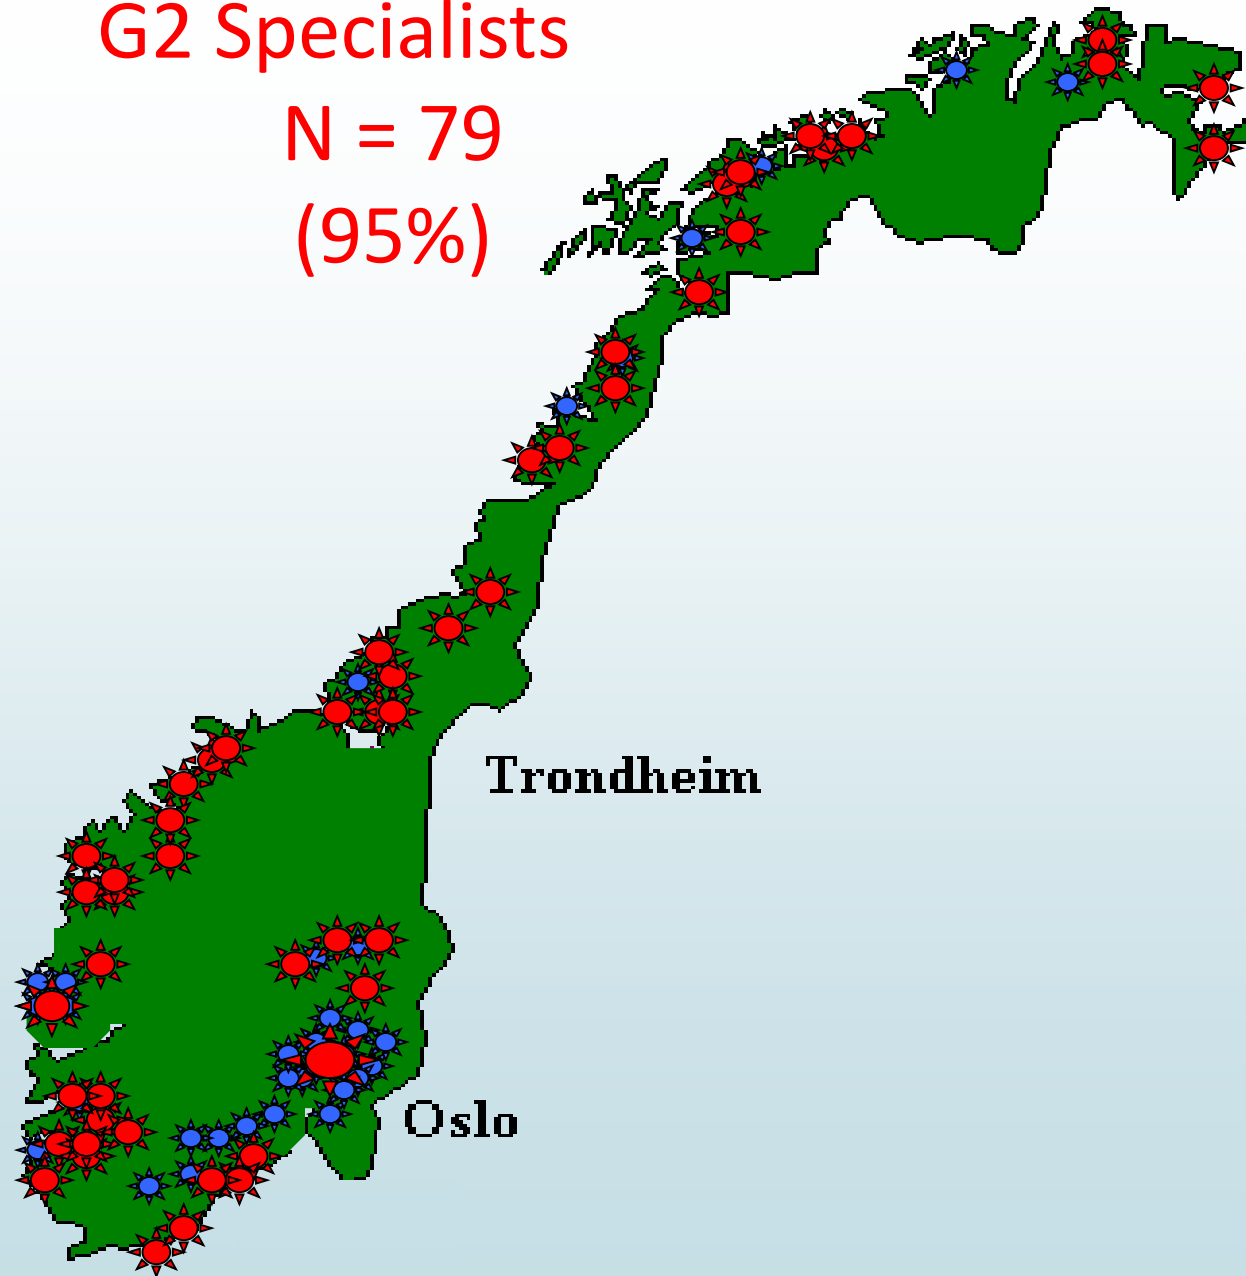 G2 Specialists
N = 79
(95%)
Trondheim
Oslo